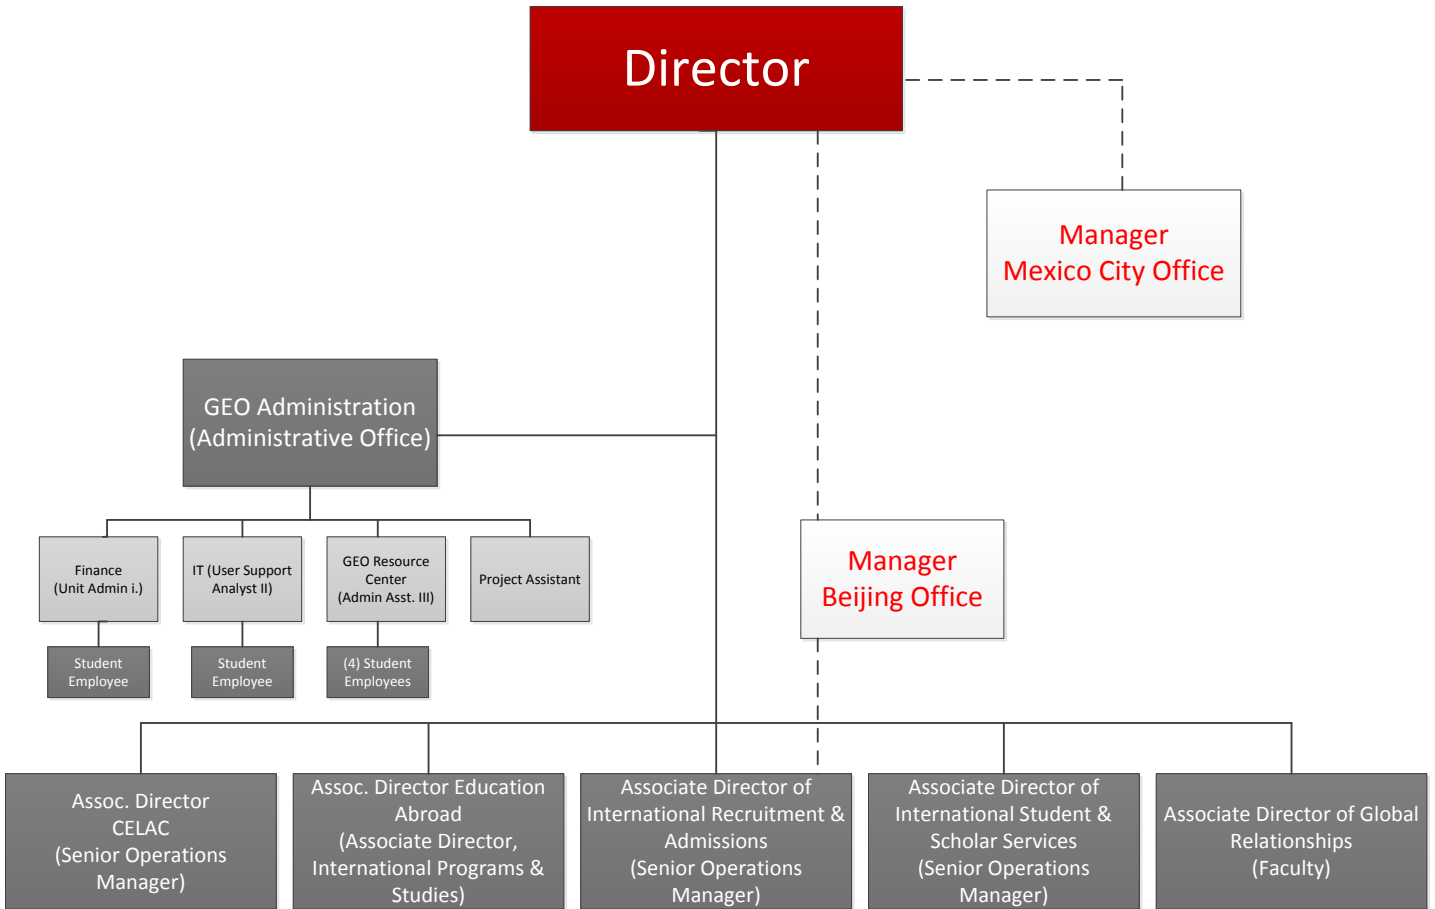 Director
Manager
Mexico City Office
GEO Administration
(Administrative Office)
Finance
(Unit Admin i.)
IT (User Support
Analyst II)
GEO Resource
Center
(Admin Asst. III)
Project Assistant
Manager
Beijing Office
Student
Employee
Student
Employee
(4) Student
Employees
Assoc. Director
CELAC
(Senior Operations
Manager)
Assoc. Director Education
Abroad
(Associate Director,
International Programs &
Studies)
Associate Director of
International Recruitment &
Admissions
(Senior Operations
Manager)
Associate Director of
International Student &
Scholar Services
(Senior Operations
Manager)
Associate Director of Global
Relationships
(Faculty)